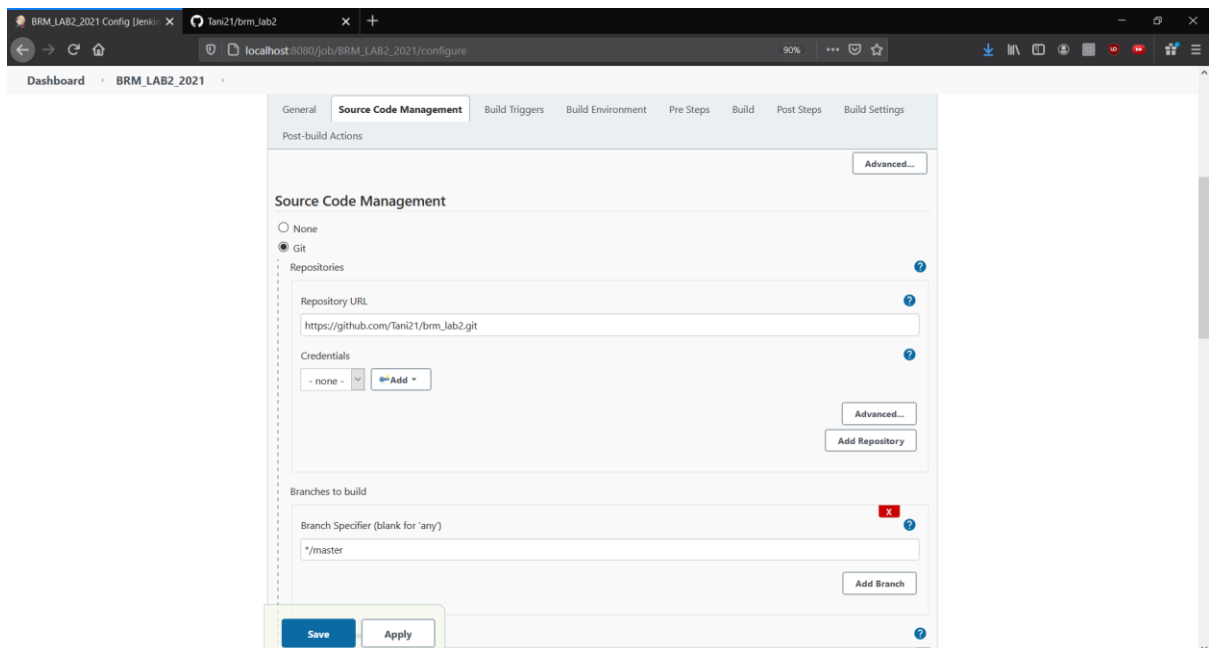 BRM_LAB2_2021 Config [Jenkin
Tani21/brm_lab2
localhost:8080/job/BRM_LAB2_2021/configure
90%
Dashboard
BRM_LAB2_2021
General Source Code Management Build Triggers Build Environment Pre Steps Build Post Steps Build Settings
Post-build Actions
Advanced...
Source Code Management
None
Git
Repositories
Repository URL
https://github.com/Tani21/brm_lab2.git
Credentials
- none - Add
Advanced...
Add Repository
Branches to build
X
Branch Specifier (blank for 'any')
*/master
Add Branch
Save Apply